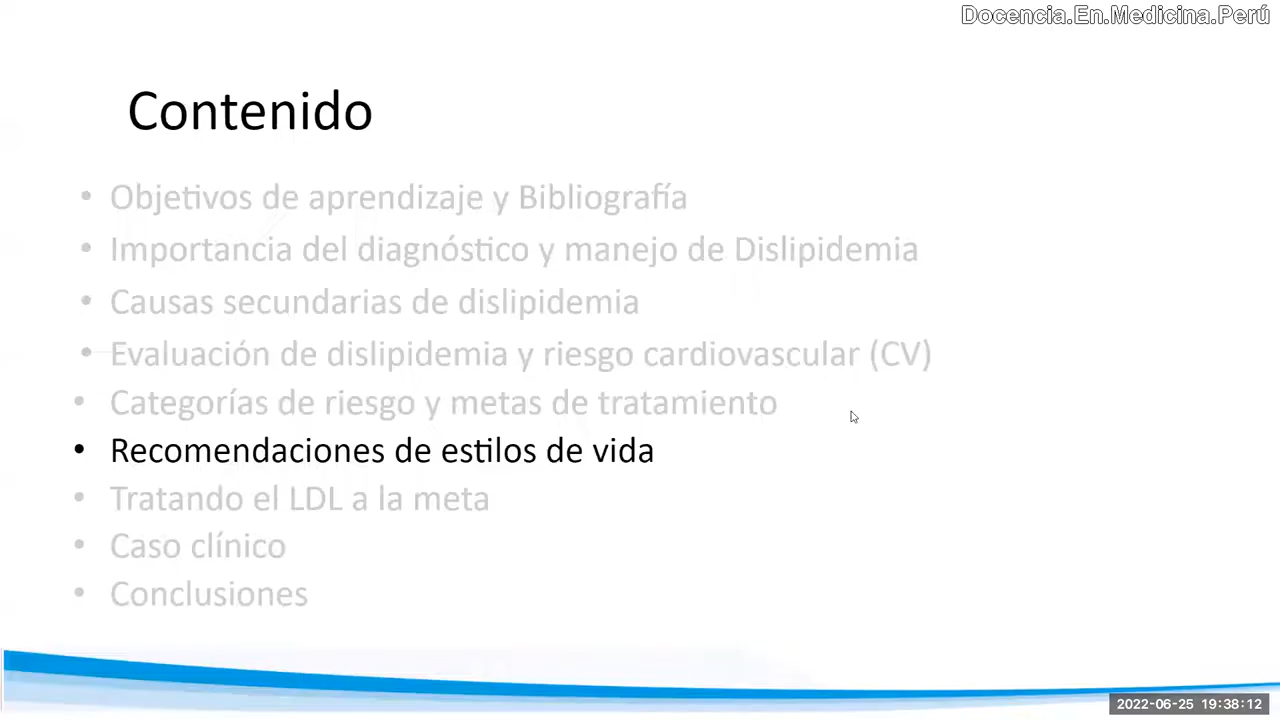 Docencia.En.Medicina.Perú
Contenido
• Objetivos de aprendizaje y Bibliografía
• Importancia del diagnóstico y manejo de Dislipidemia
• Causas secundarias de dislipidemia
• Evaluación de dislipidemia y riesgo cardiovascular (CV)
• Categorías de riesgo y metas de tratamiento
• Recomendaciones de estilos de vida
• Tratando el LDL a la meta
• Caso clínico
• Conclusiones
2022-06-25 19:38:12